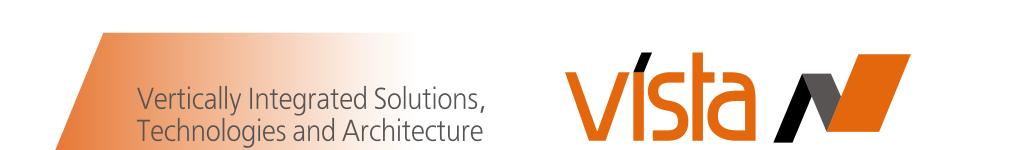 Vertically Integrated Solutions,
Technologies and Architecture
vista